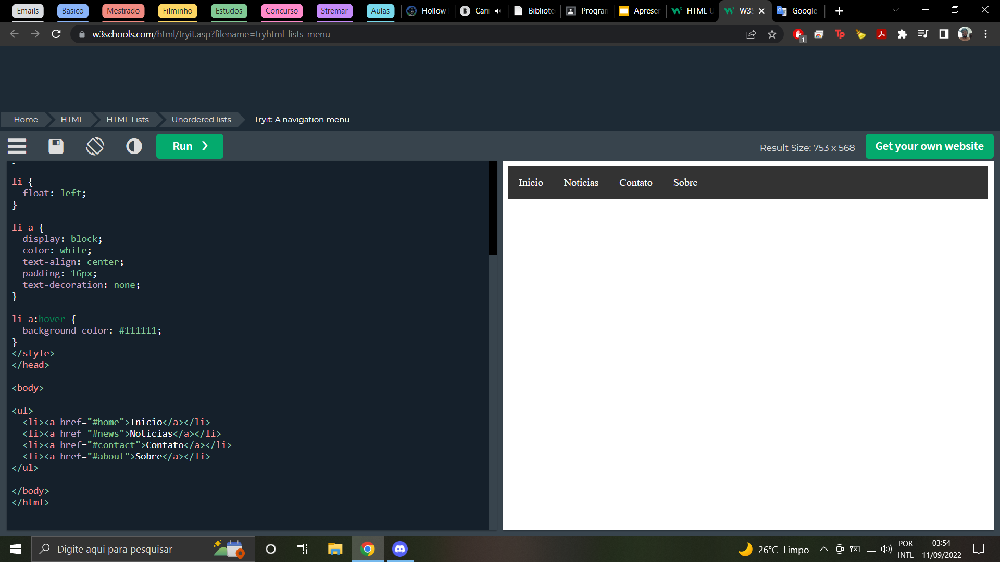 Emails Basico Mestrado Filminho Estudos Concurso Stremar Aulas Hollow Cari Bibliote Program Apresen HTML U W3S Google
w3schools.com/html/tryit.asp?filename=tryhtml_lists_menu
1
Home HTML HTML Lists Unordered lists Tryit: A navigation menu
Run ❯
Result Size: 753 x 568
Get your own website
li {
  float: left;
}
li a {
  display: block;
  color: white;
  text-align: center;
  padding: 16px;
  text-decoration: none;
}
li a:hover {
  background-color: #111111;
}
</style>
</head>
<body>
<ul>
  <li><a href="#home">Inicio</a></li>
  <li><a href="#news">Noticias</a></li>
  <li><a href="#contact">Contato</a></li>
  <li><a href="#about">Sobre</a></li>
</ul>
</body>
</html>
Inicio Noticias Contato Sobre
Digite aqui para pesquisar
26°C Limpo
POR
INTL
03:54
11/09/2022